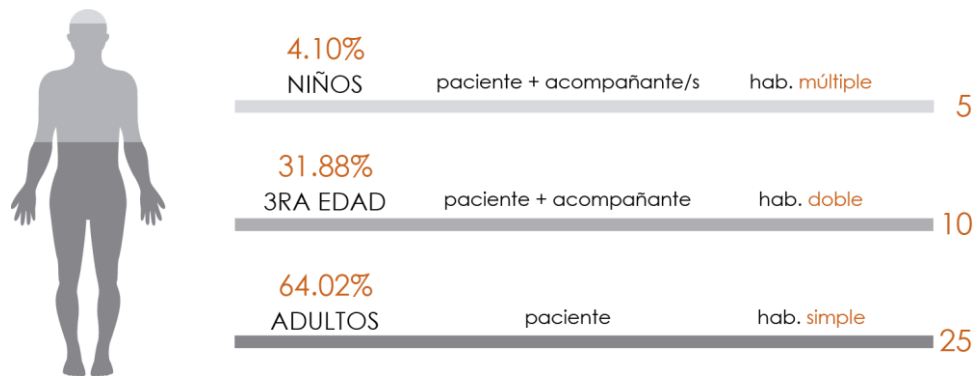 4.10%
NIÑOS paciente + acompañante/s hab. múltiple
5
31.88%
3RA EDAD paciente + acompañante hab. doble
10
64.02%
ADULTOS paciente hab. simple
25